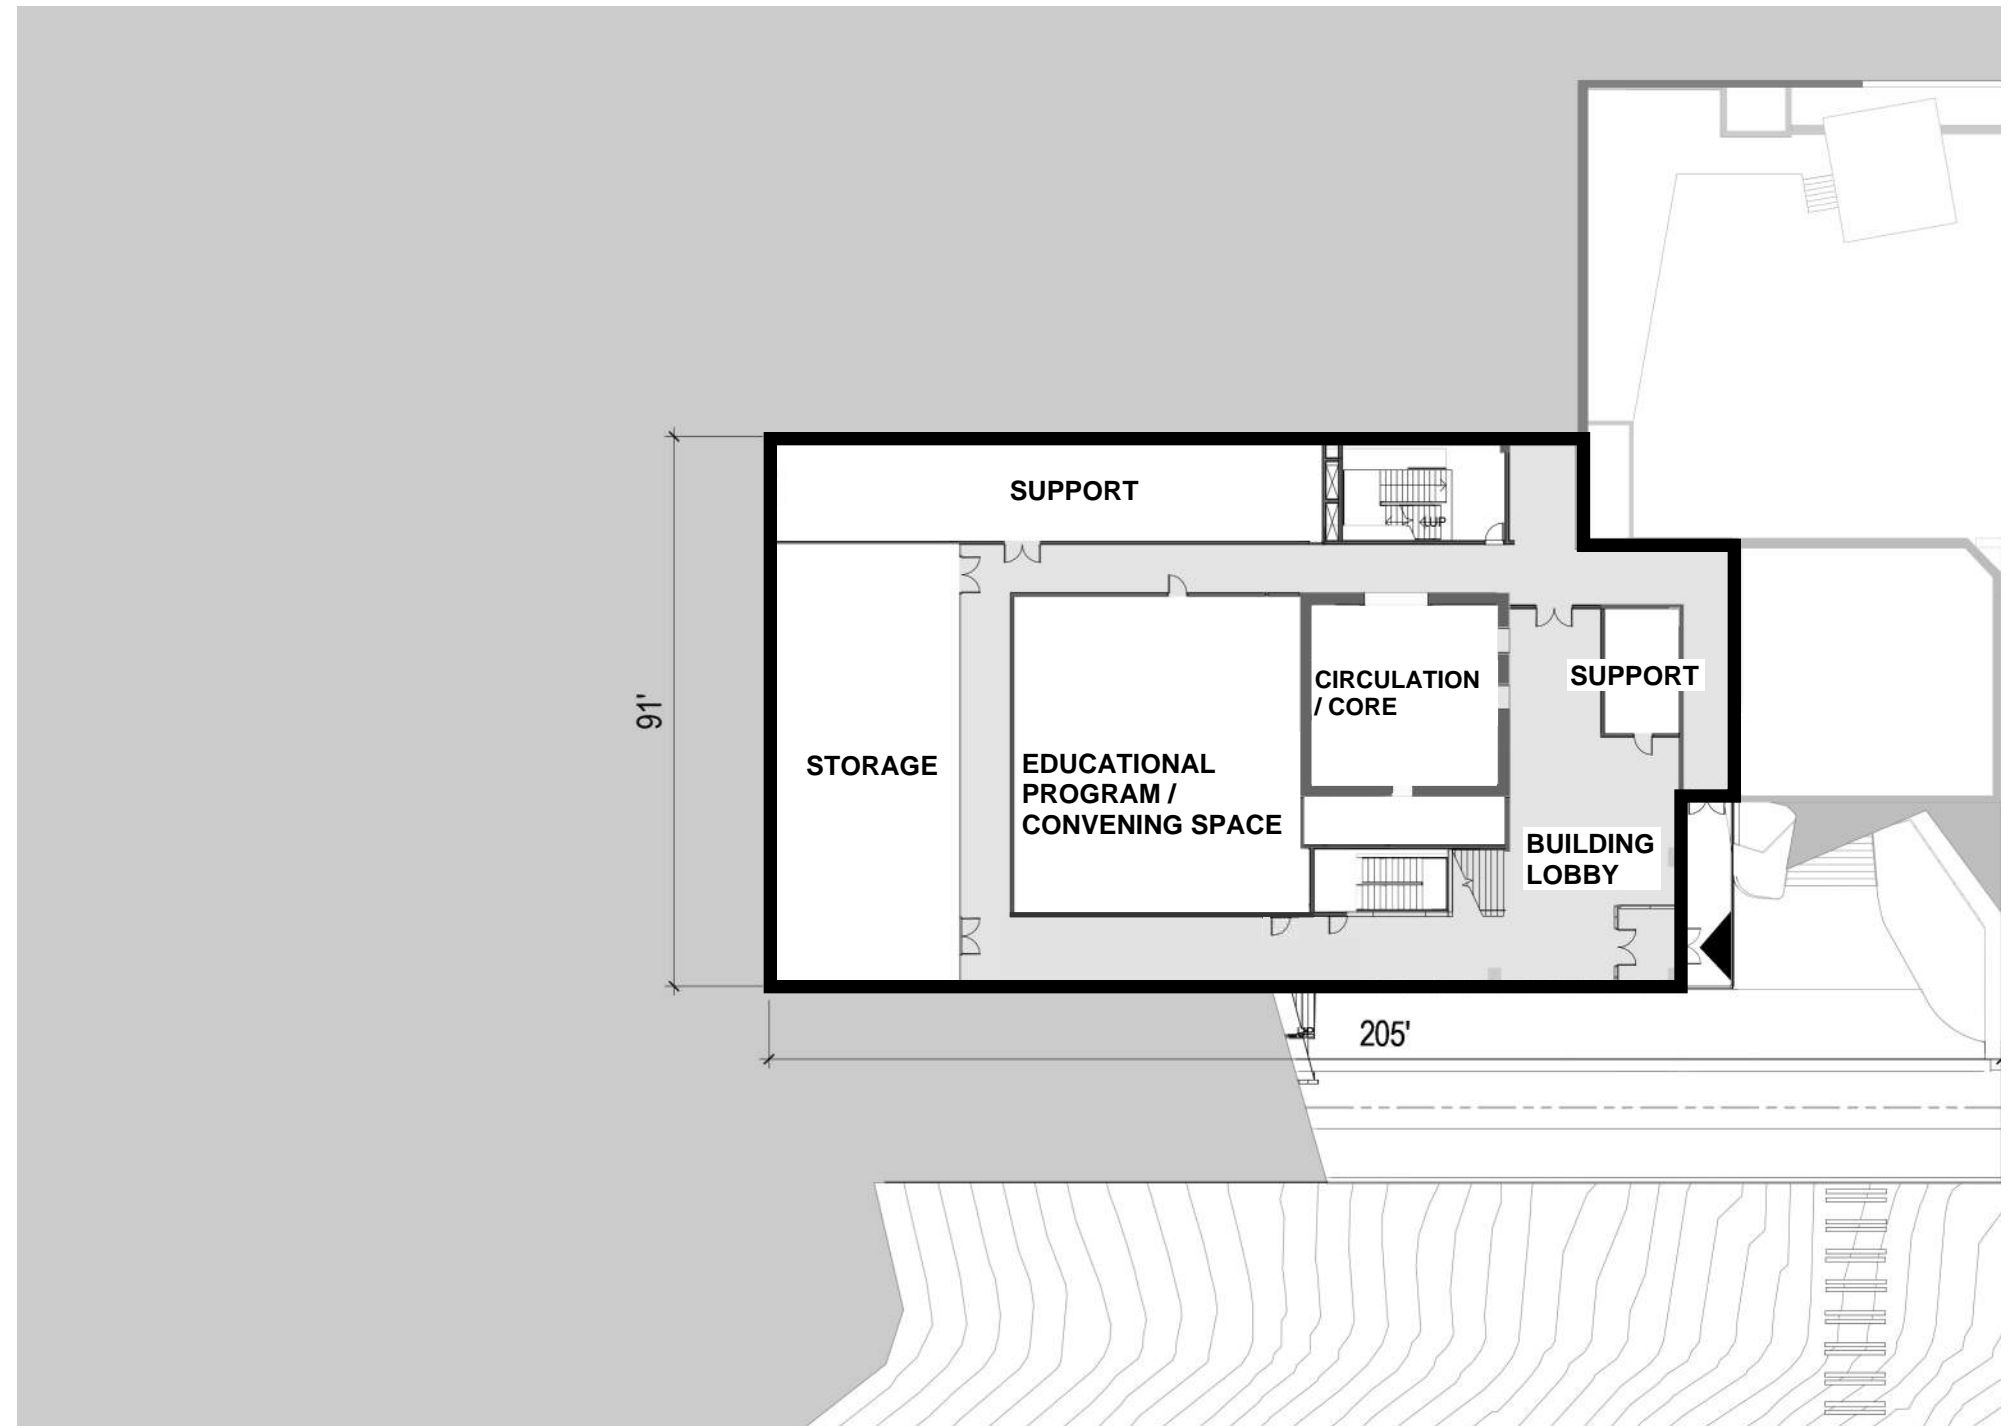 SUPPORT
UP
CIRCULATION
/ CORE
SUPPORT
91'
STORAGE
EDUCATIONAL
PROGRAM /
CONVENING SPACE
BUILDING
LOBBY
205'